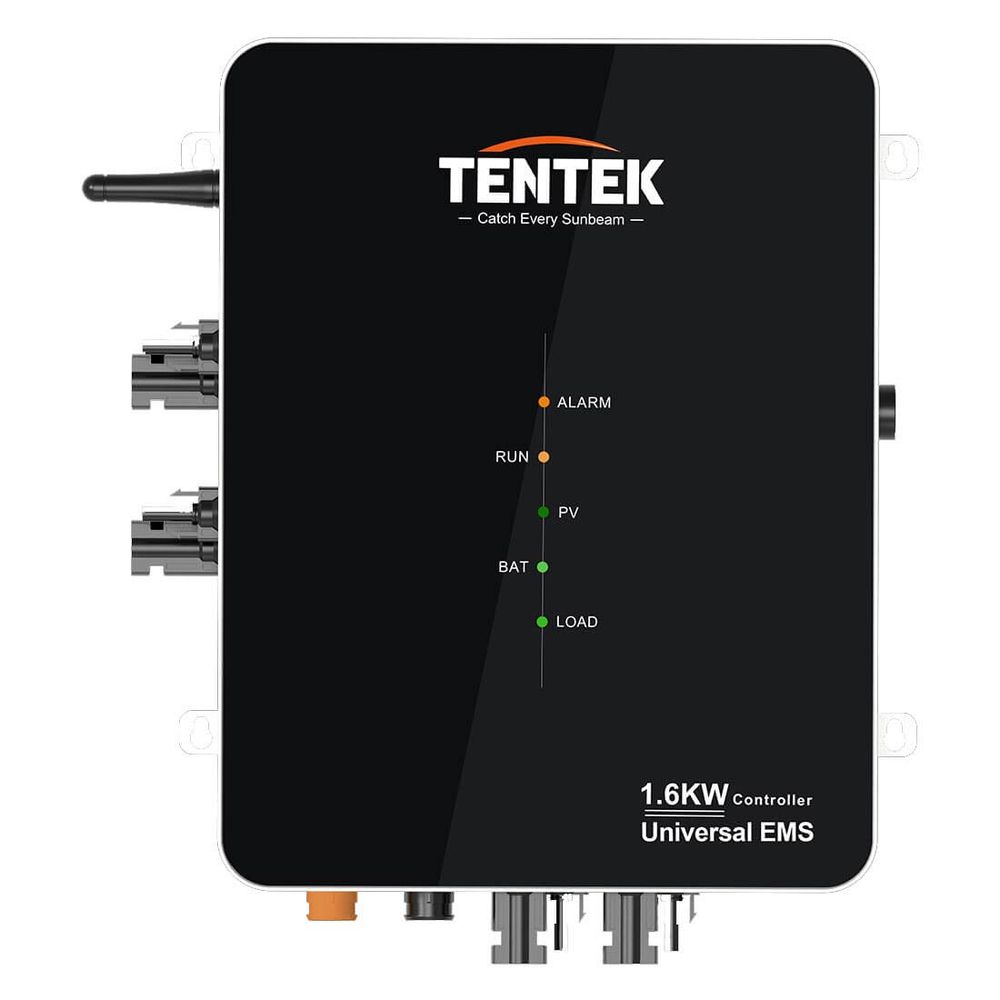 TENTEK
— Catch Every Sunbeam —
ALARM
RUN
PV
BAT
LOAD
1.6KW Controller
Universal EMS